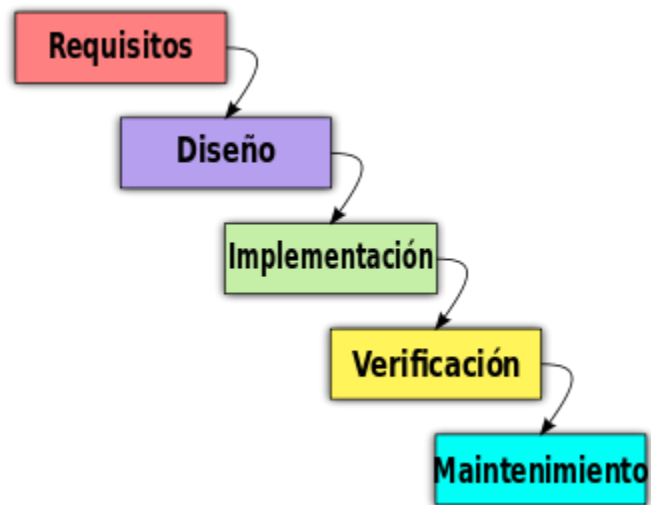 Requisitos
Diseño
Implementación
Verificación
Maintenimiento